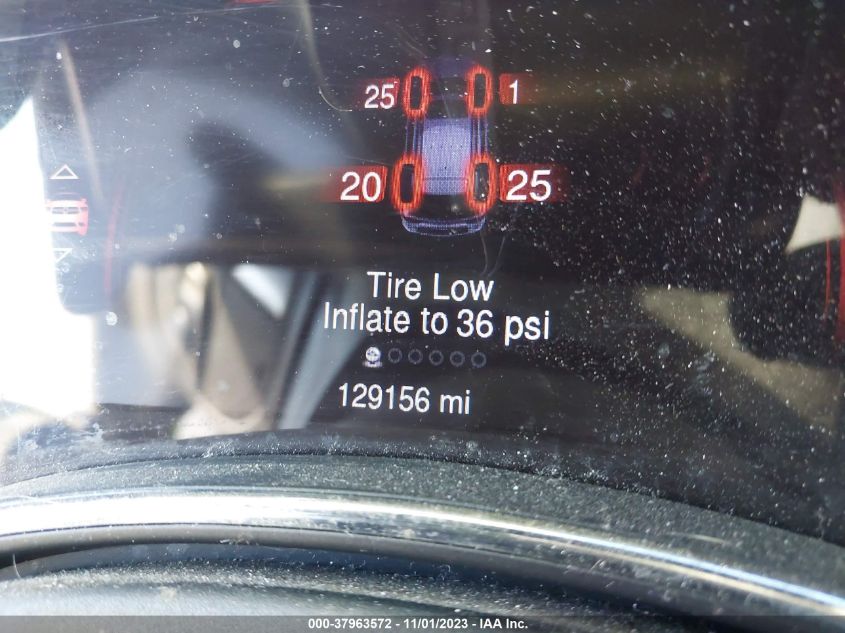 25 1
20 25
Tire Low
Inflate to 36 psi
129156 mi
000-37963572 — 11/01/2023 — IAA Inc.